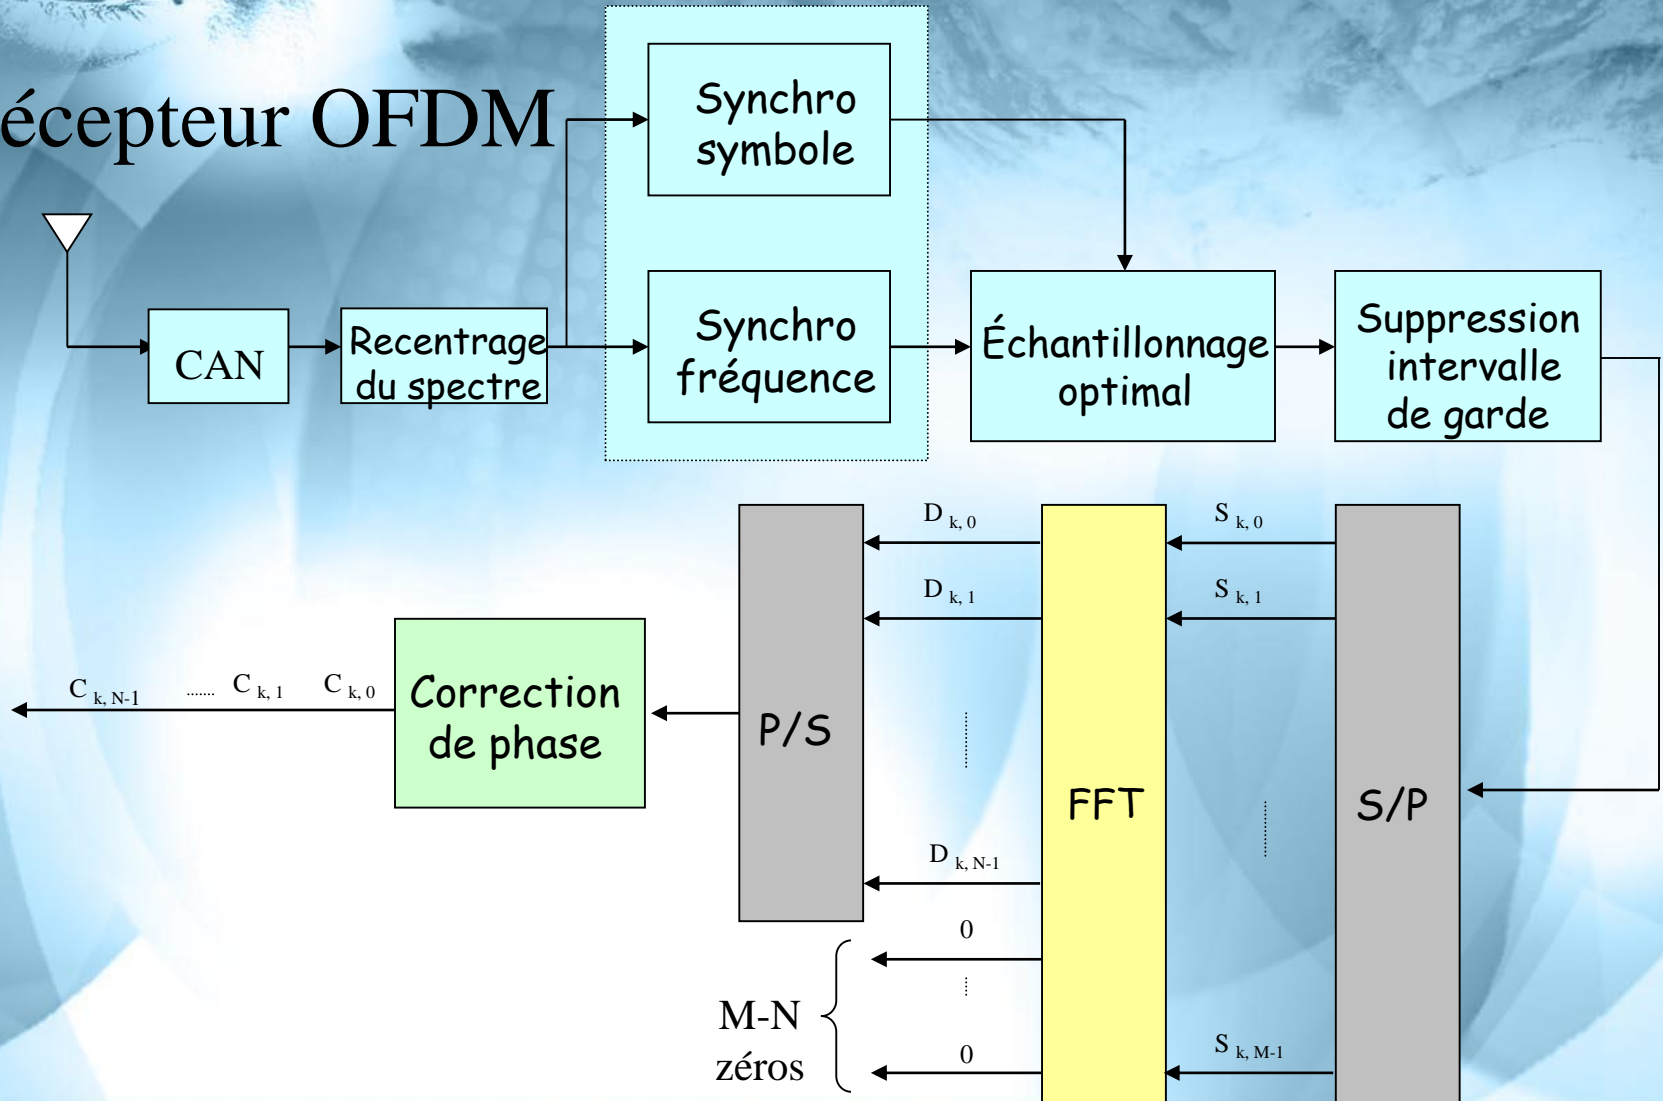 écepteur OFDM
Synchro
symbole
CAN
Recentrage
du spectre
Synchro
fréquence
Échantillonnage
optimal
Suppression
intervalle
de garde
D k, 0
S k, 0
D k, 1
S k, 1
C k, N-1 ....... C k, 1 C k, 0
Correction
de phase
P/S
FFT
S/P
D k, N-1
0
M-N
zéros
0
S k, M-1